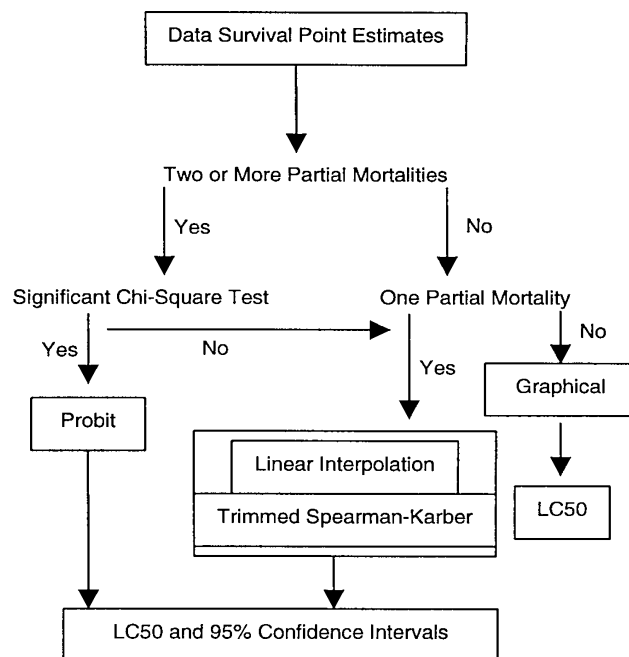 Data Survival Point Estimates
Two or More Partial Mortalities
Yes
No
Significant Chi-Square Test
One Partial Mortality
Yes
No
Yes
No
Probit
Graphical
Linear Interpolation
Trimmed Spearman-Karber
LC50
LC50 and 95% Confidence Intervals